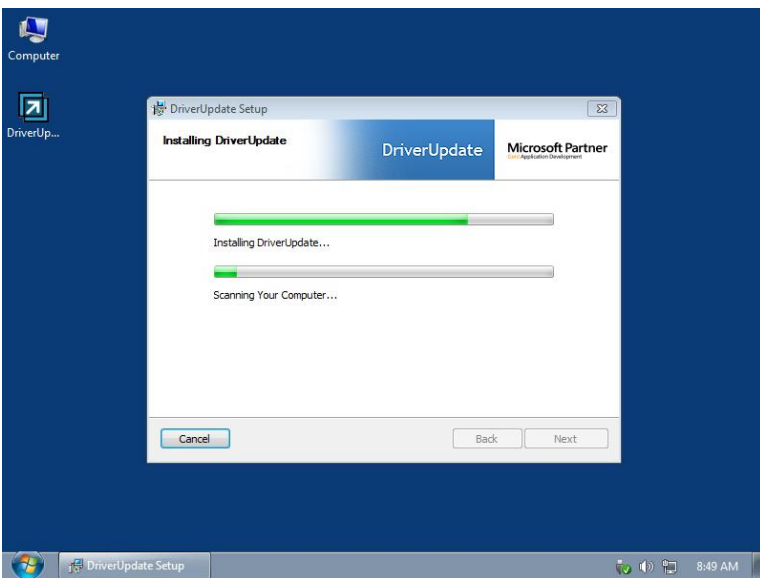 Computer
DriverUp...
DriverUpdate Setup
Installing DriverUpdate
DriverUpdate
Microsoft Partner
Gold Application Development
Installing DriverUpdate...
Scanning Your Computer...
Cancel
Back
Next
DriverUpdate Setup
8:49 AM